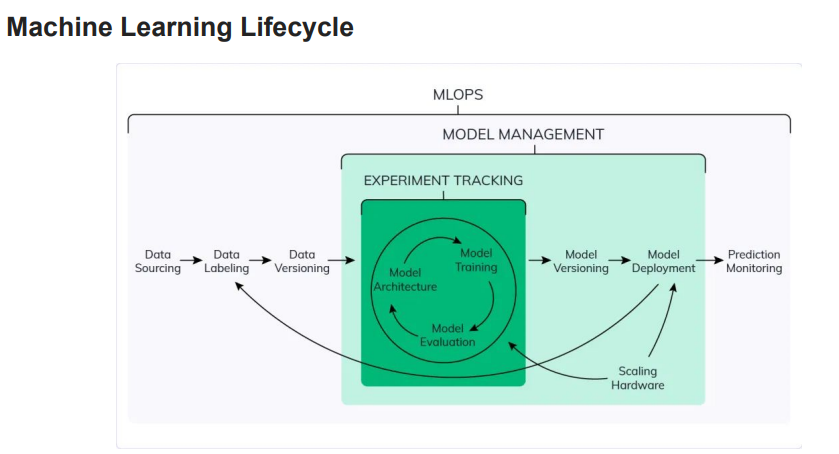 Machine Learning Lifecycle
MLOPS
MODEL MANAGEMENT
EXPERIMENT TRACKING
Data
Sourcing
Data
Labeling
Data
Versioning
Model
Architecture
Model
Training
Model
Evaluation
Model
Versioning
Model
Deployment
Prediction
Monitoring
Scaling
Hardware